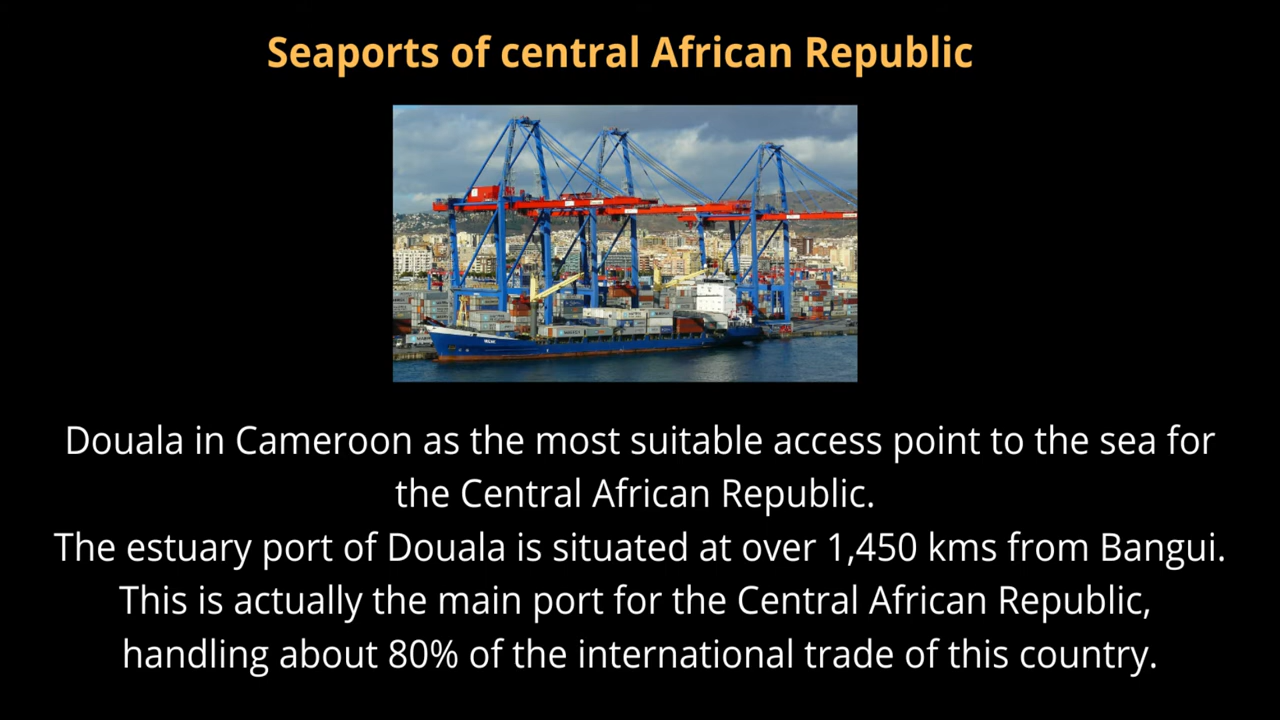 Seaports of central African Republic
Douala in Cameroon as the most suitable access point to the sea for
the Central African Republic.
The estuary port of Douala is situated at over 1,450 kms from Bangui.
This is actually the main port for the Central African Republic,
handling about 80% of the international trade of this country.